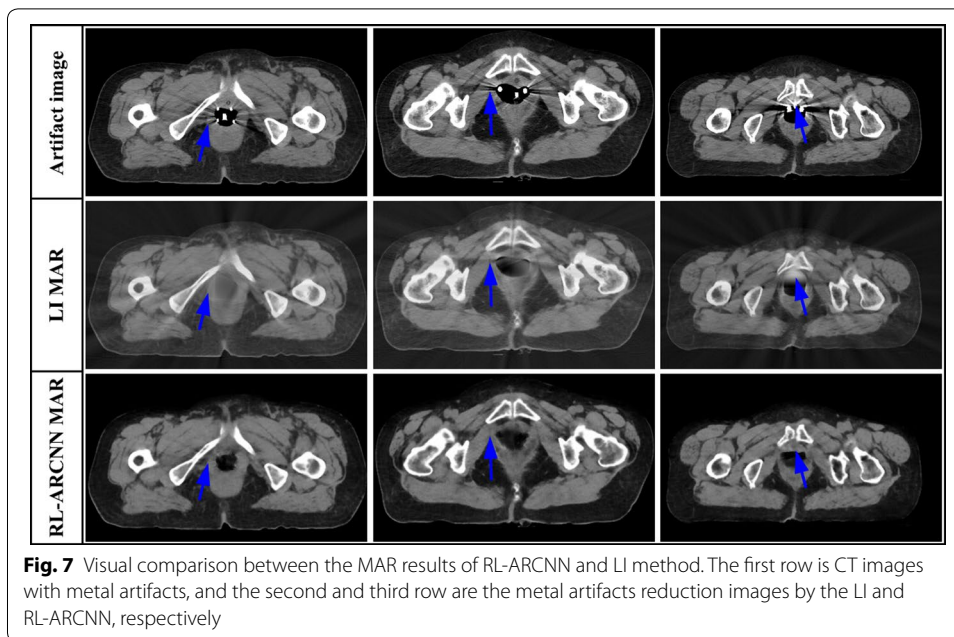 Artifact image
LI MAR
RL-ARCNN MAR
Fig. 7 Visual comparison between the MAR results of RL-ARCNN and LI method. The first row is CT images
with metal artifacts, and the second and third row are the metal artifacts reduction images by the LI and
RL-ARCNN, respectively